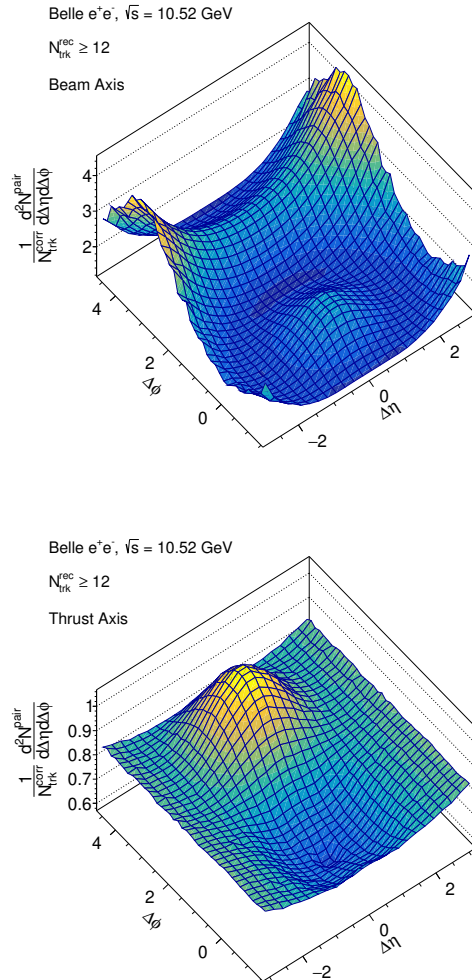 Belle e⁺e⁻, √s = 10.52 GeV
N_trk^rec ≥ 12
Beam Axis
4
3
2
1/N_trk^corr d²N^pair/dΔηdΔϕ
4
2
0
Δϕ
−2
0
2
Δη
Belle e⁺e⁻, √s = 10.52 GeV
N_trk^rec ≥ 12
Thrust Axis
1
0.9
0.8
0.7
0.6
1/N_trk^corr d²N^pair/dΔηdΔϕ
4
2
0
Δϕ
−2
0
2
Δη